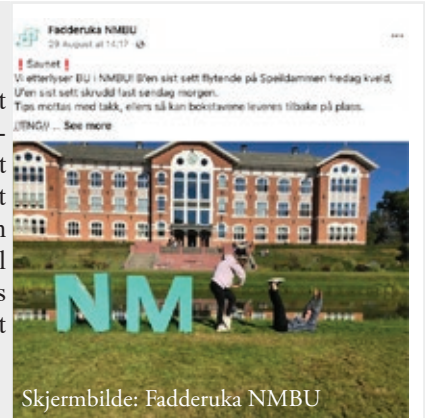 Fadderuka NMBU
29 August at 14:17
❗ Savnet ❗
Vi etterlyser BU i NMBU! B'en sist sett flytende på Speildammen fredag kveld,
U'en sist sett skrudd fast søndag morgen.
Tips mottas med takk, ellers så kan bokstavene leveres tilbake på plass.
//ENG// ... See more
NM
Skjermbilde: Fadderuka NMBU